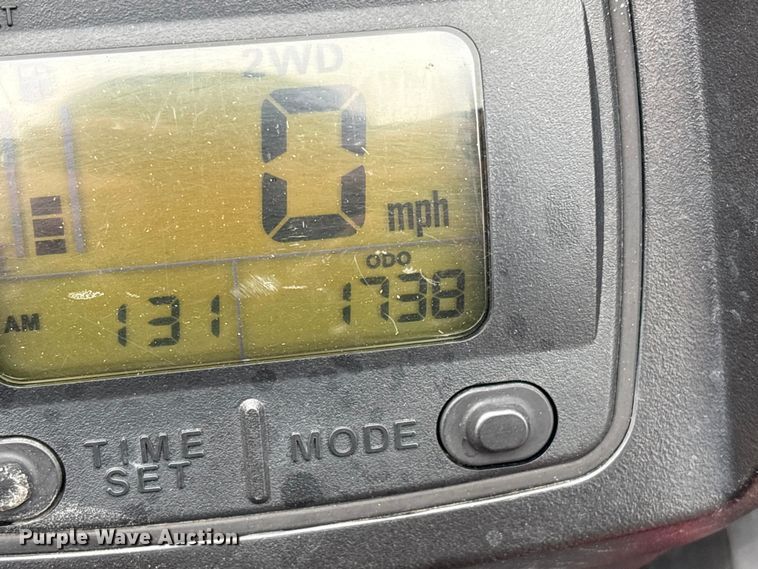 2WD
0
mph
ODO
AM 131 1738
TIME
SET
MODE
Purple Wave Auction